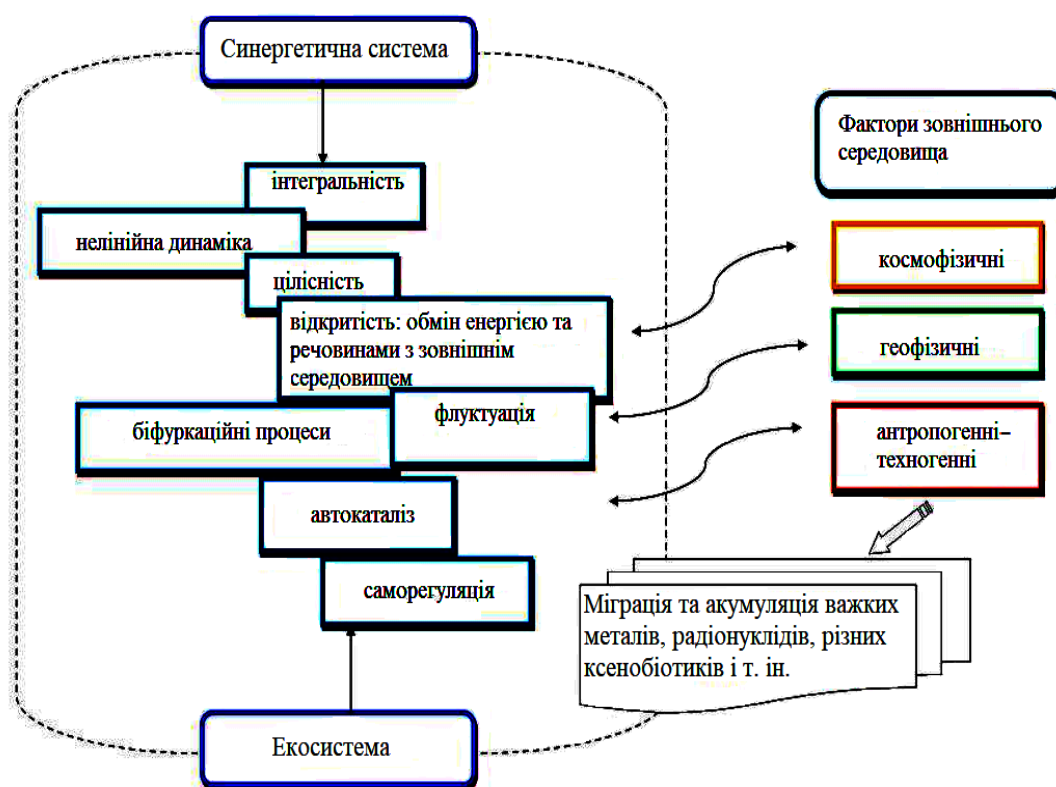 Синергетична система
Фактори зовнішнього
середовища
інтегральність
нелінійна динаміка
цілісність
космофізичні
відкритість: обмін енергією та
речовинами з зовнішнім
середовищем
геофізичні
флуктуація
біфуркаційні процеси
антропогенні–
техногенні
автокаталіз
саморегуляція
Міграція та акумуляція важких
металів, радіонуклідів, різних
ксенобіотиків і т. ін.
Екосистема